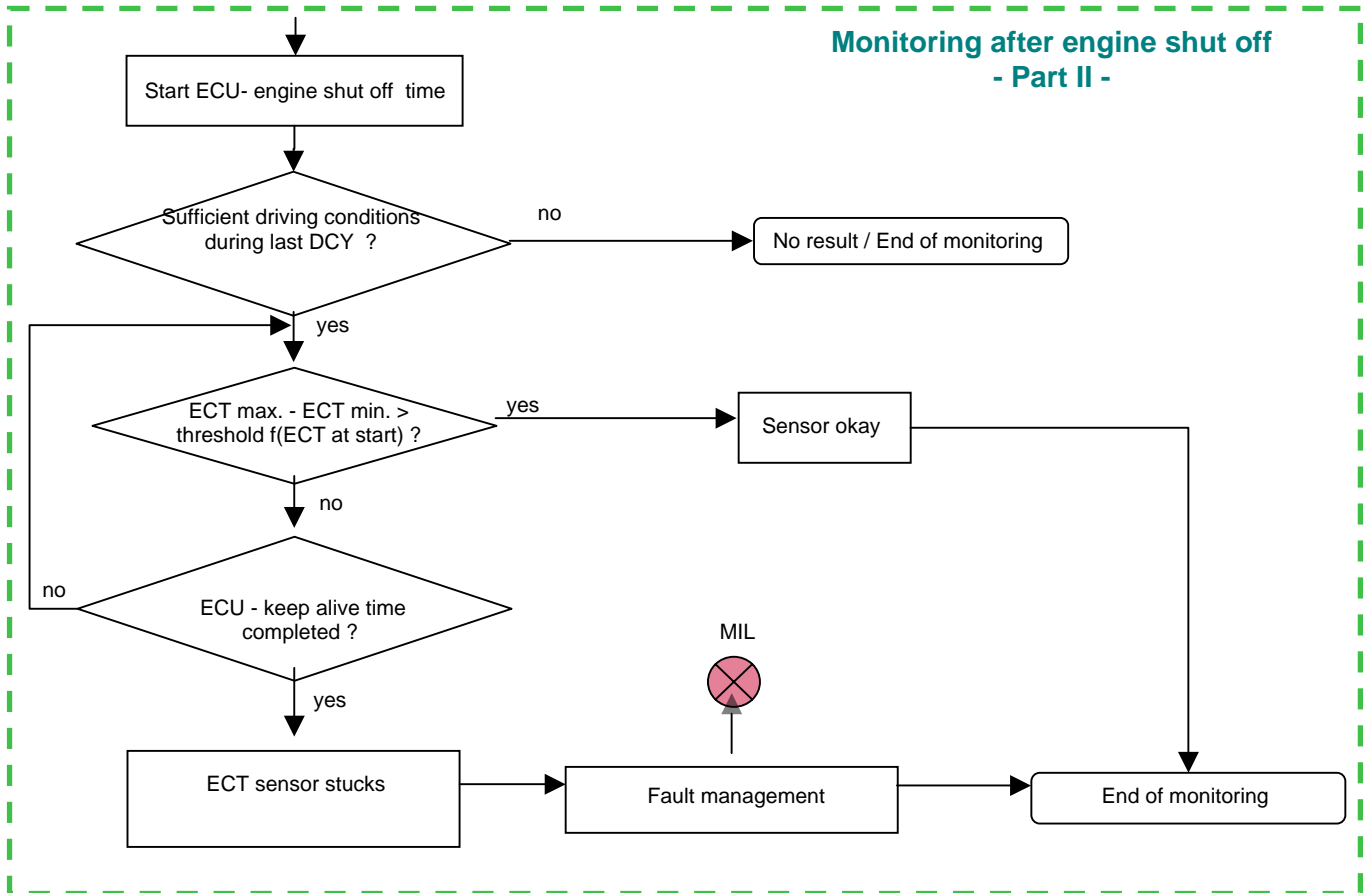 Monitoring after engine shut off
- Part II -
Start ECU- engine shut off time
Sufficient driving conditions
during last DCY ?
no
No result / End of monitoring
yes
ECT max. - ECT min. >
threshold f(ECT at start) ?
yes
Sensor okay
no
no
ECU - keep alive time
completed ?
MIL
yes
ECT sensor stucks
Fault management
End of monitoring